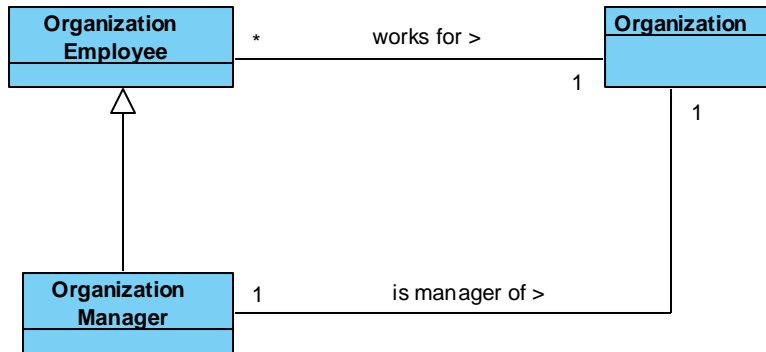 Organization
Employee
*
works for >
1
Organization
1
Organization
Manager
1
is manager of >